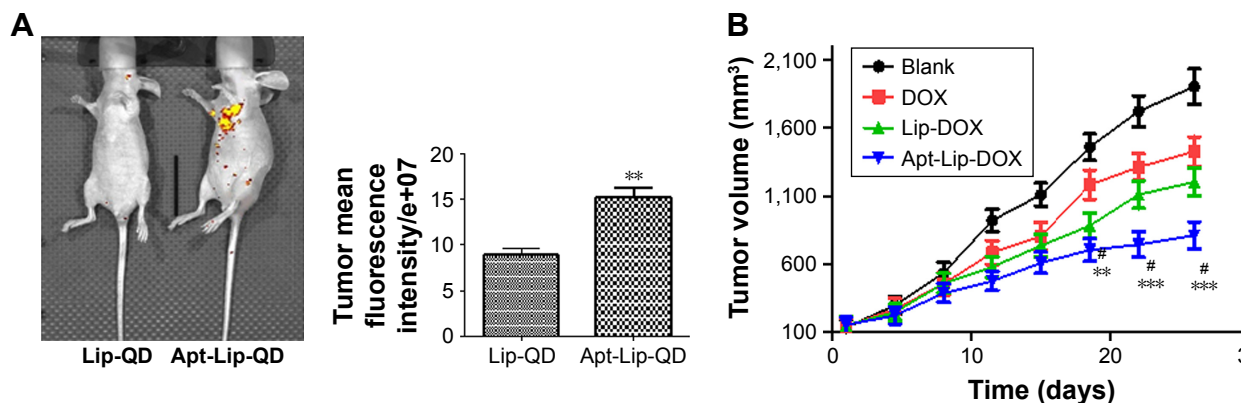 A
Lip-QD Apt-Lip-QD
Tumor mean
fluorescence
intensity/e+07
20
15
10
5
0
**
Lip-QD Apt-Lip-QD
B
Tumor volume (mm³)
2,100
1,600
1,100
600
100
Blank
DOX
Lip-DOX
Apt-Lip-DOX
# # #
** *** ***
10 20 3
Time (days)